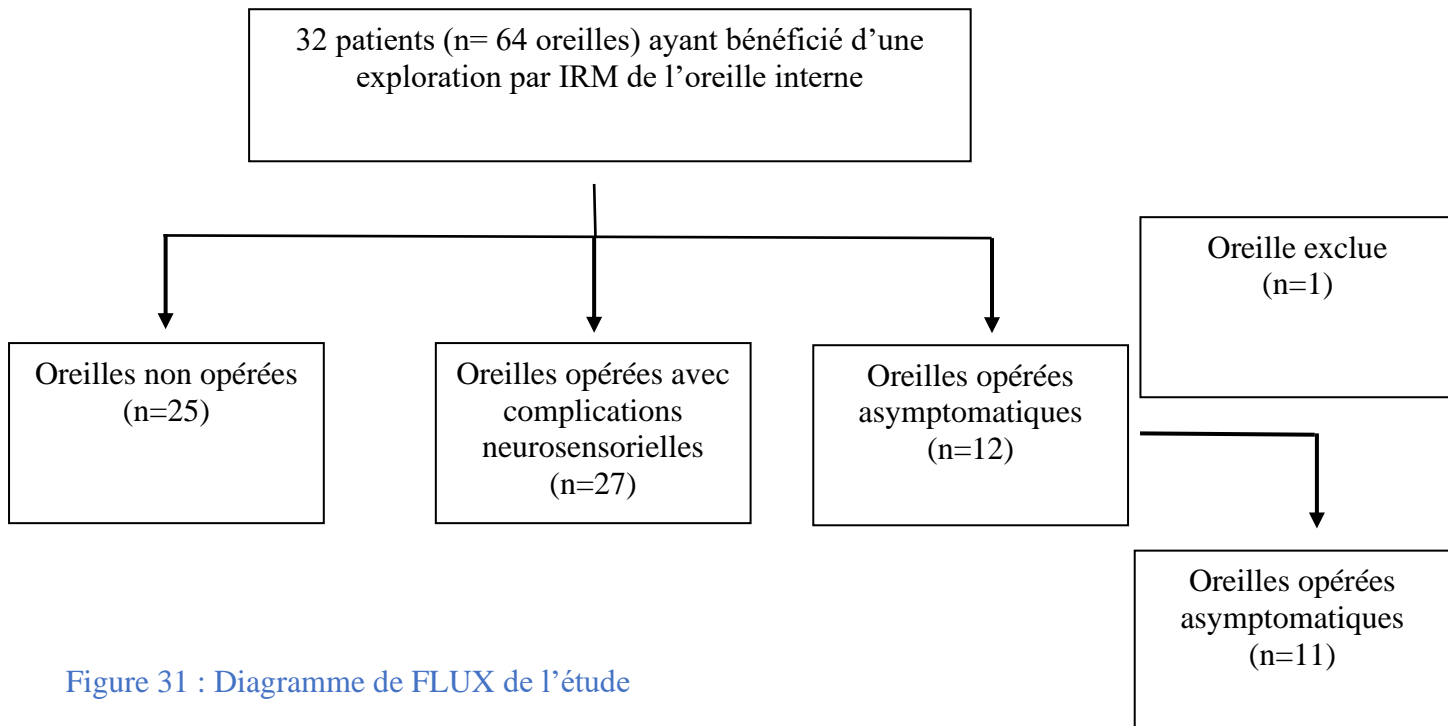 32 patients (n= 64 oreilles) ayant bénéficié d’une
exploration par IRM de l’oreille interne
Oreille exclue
(n=1)
Oreilles non opérées
(n=25)
Oreilles opérées avec
complications
neurosensorielles
(n=27)
Oreilles opérées
asymptomatiques
(n=12)
Oreilles opérées
asymptomatiques
(n=11)
Figure 31 : Diagramme de FLUX de l’étude